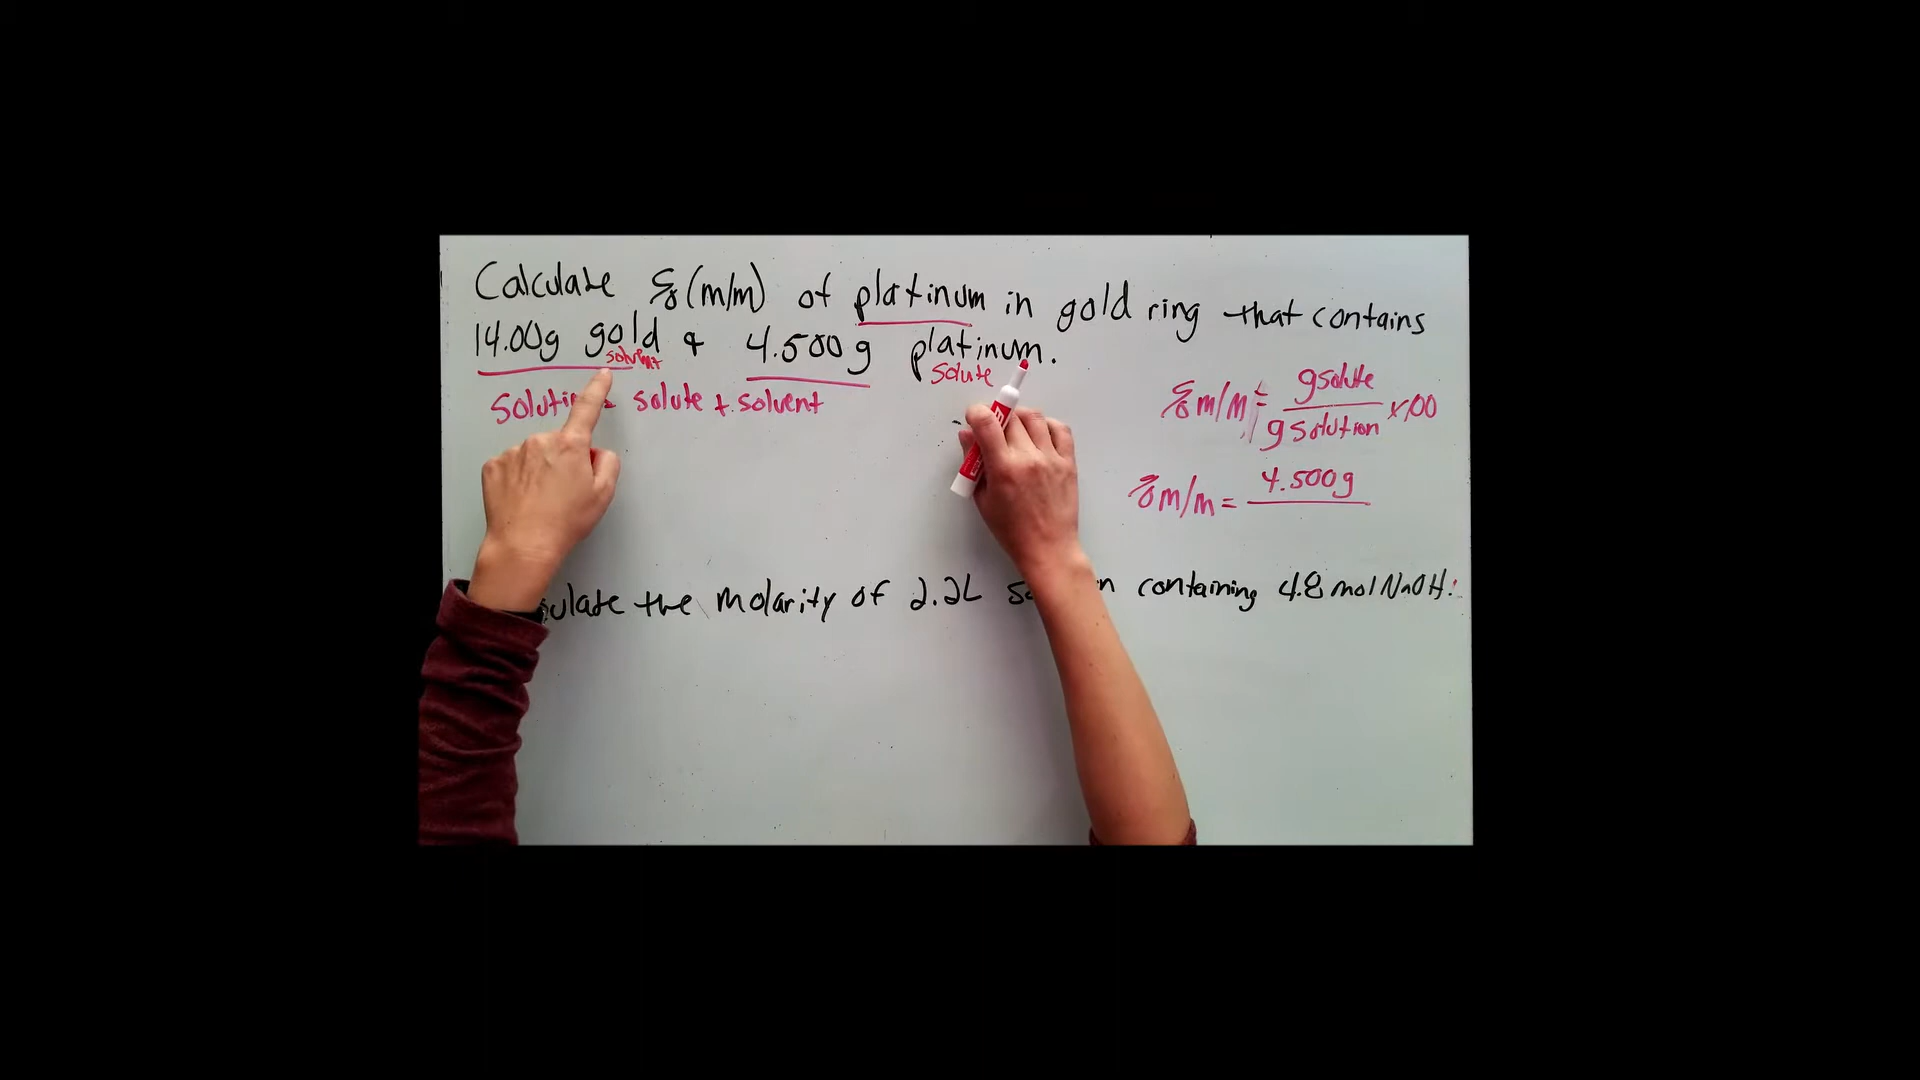 Calculate %(m/m) of platinum in gold ring that contains
14.00g gold & 4.500g platinum.
solvent
solute
solute + solvent
%m/m = g solute / g solution x100
%m/m = 4.500g
the molarity of 2.2L containing 4.8 mol NaOH.